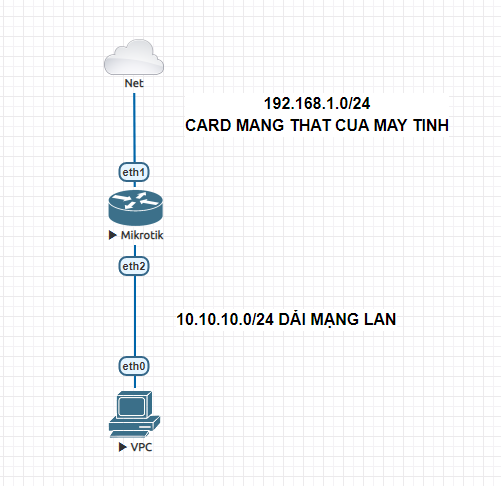 Net
192.168.1.0/24
CARD MANG THAT CUA MAY TINH
eth1
Mikrotik
eth2
10.10.10.0/24 DẢI MẠNG LAN
eth0
VPC